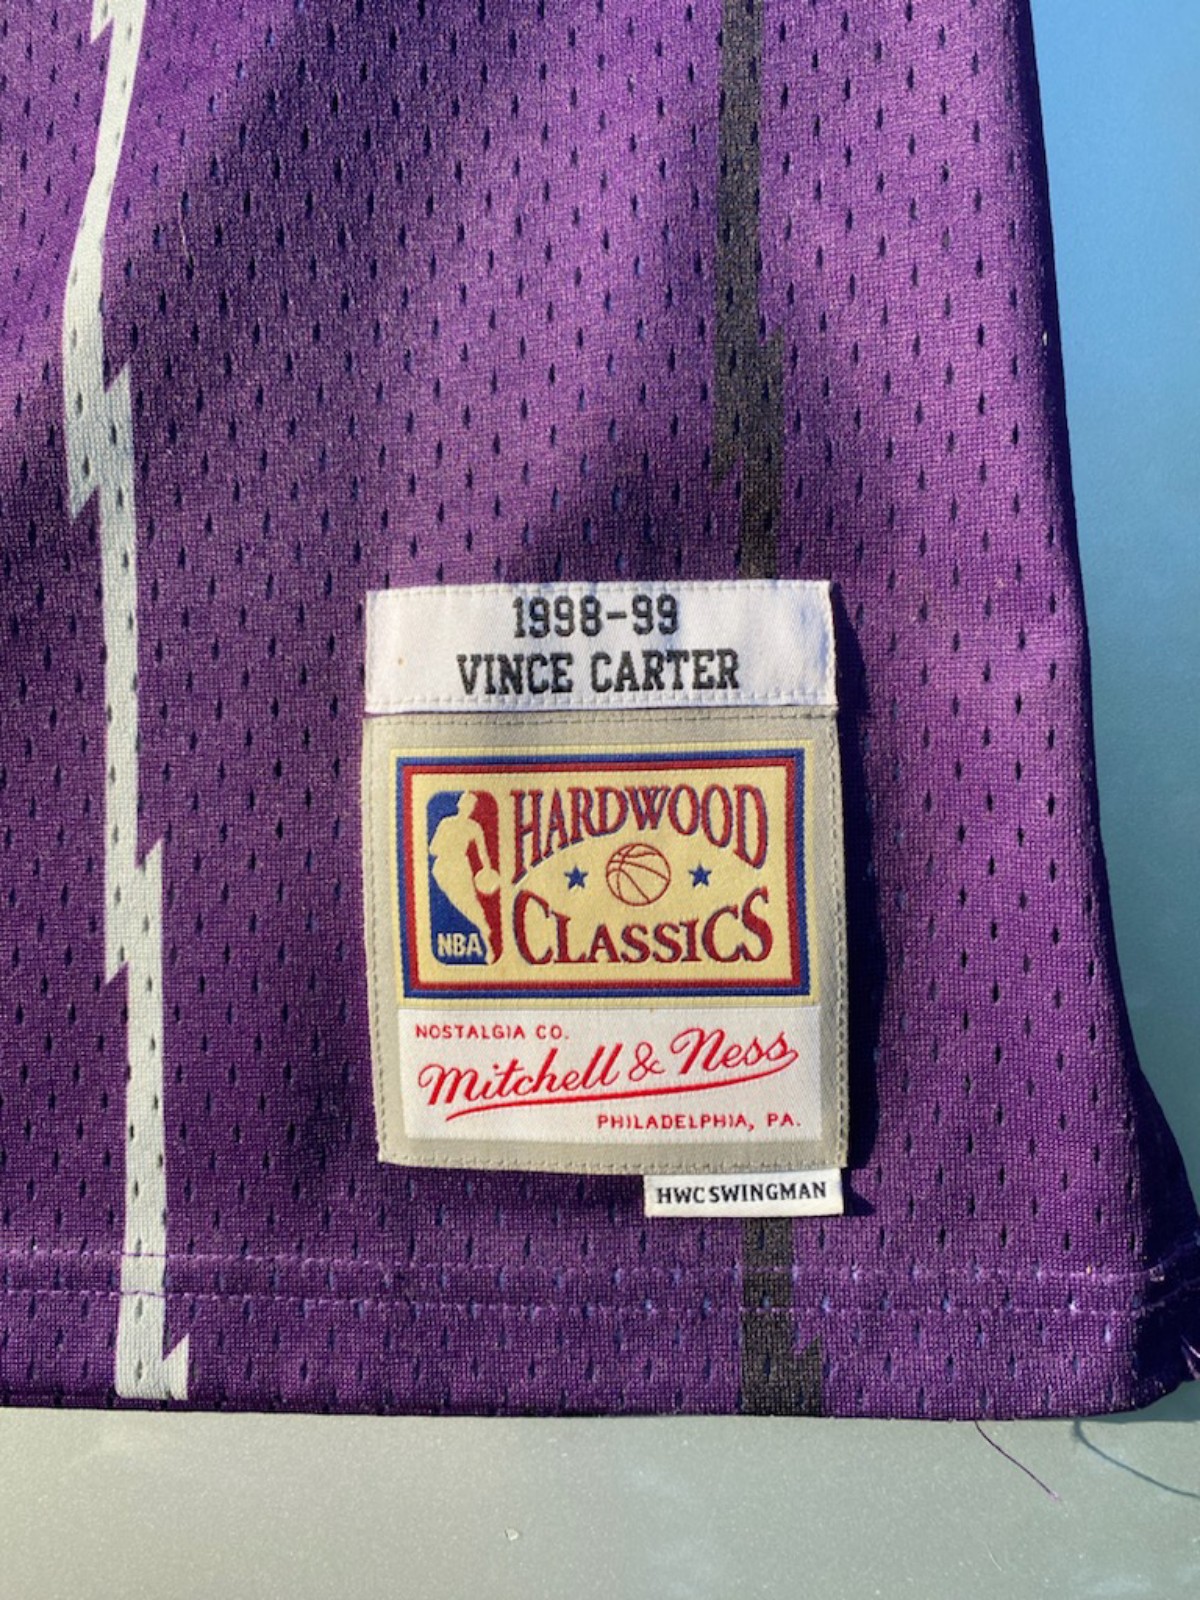 1998-99
VINCE CARTER
HARDWOOD
CLASSICS
NBA
NOSTALGIA CO.
Mitchell & Ness
PHILADELPHIA, PA.
HWC SWINGMAN